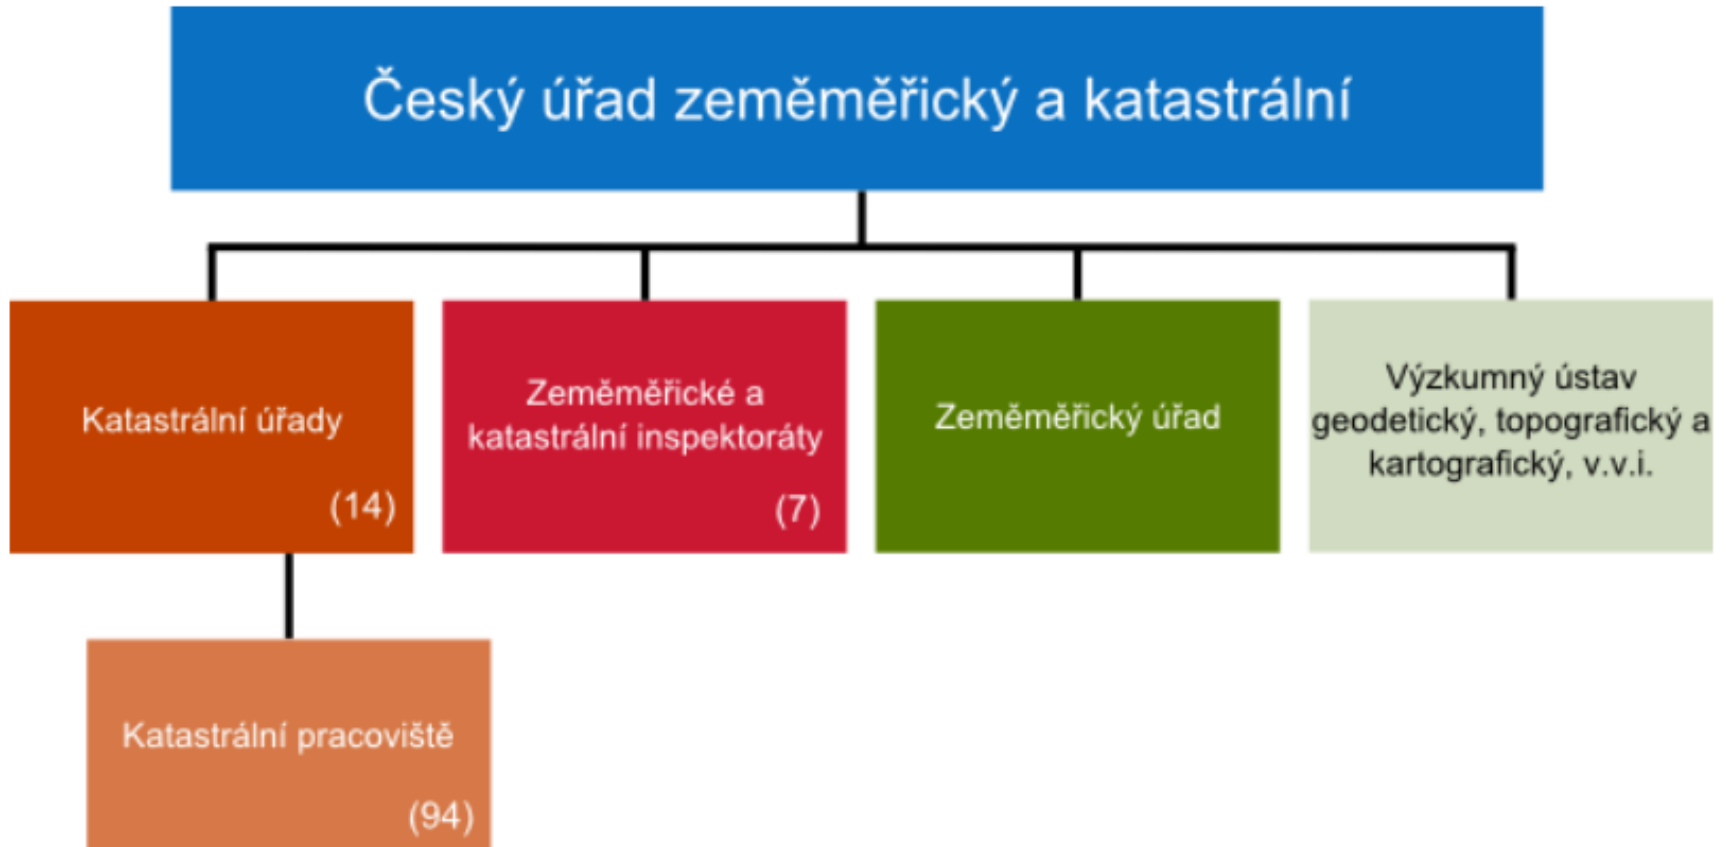 Český úřad zeměměřický a katastrální
Katastrální úřady
(14)
Zeměměřické a
katastrální inspektoráty
(7)
Zeměměřický úřad
Výzkumný ústav
geodetický, topografický a
kartografický, v.v.i.
Katastrální pracoviště
(94)